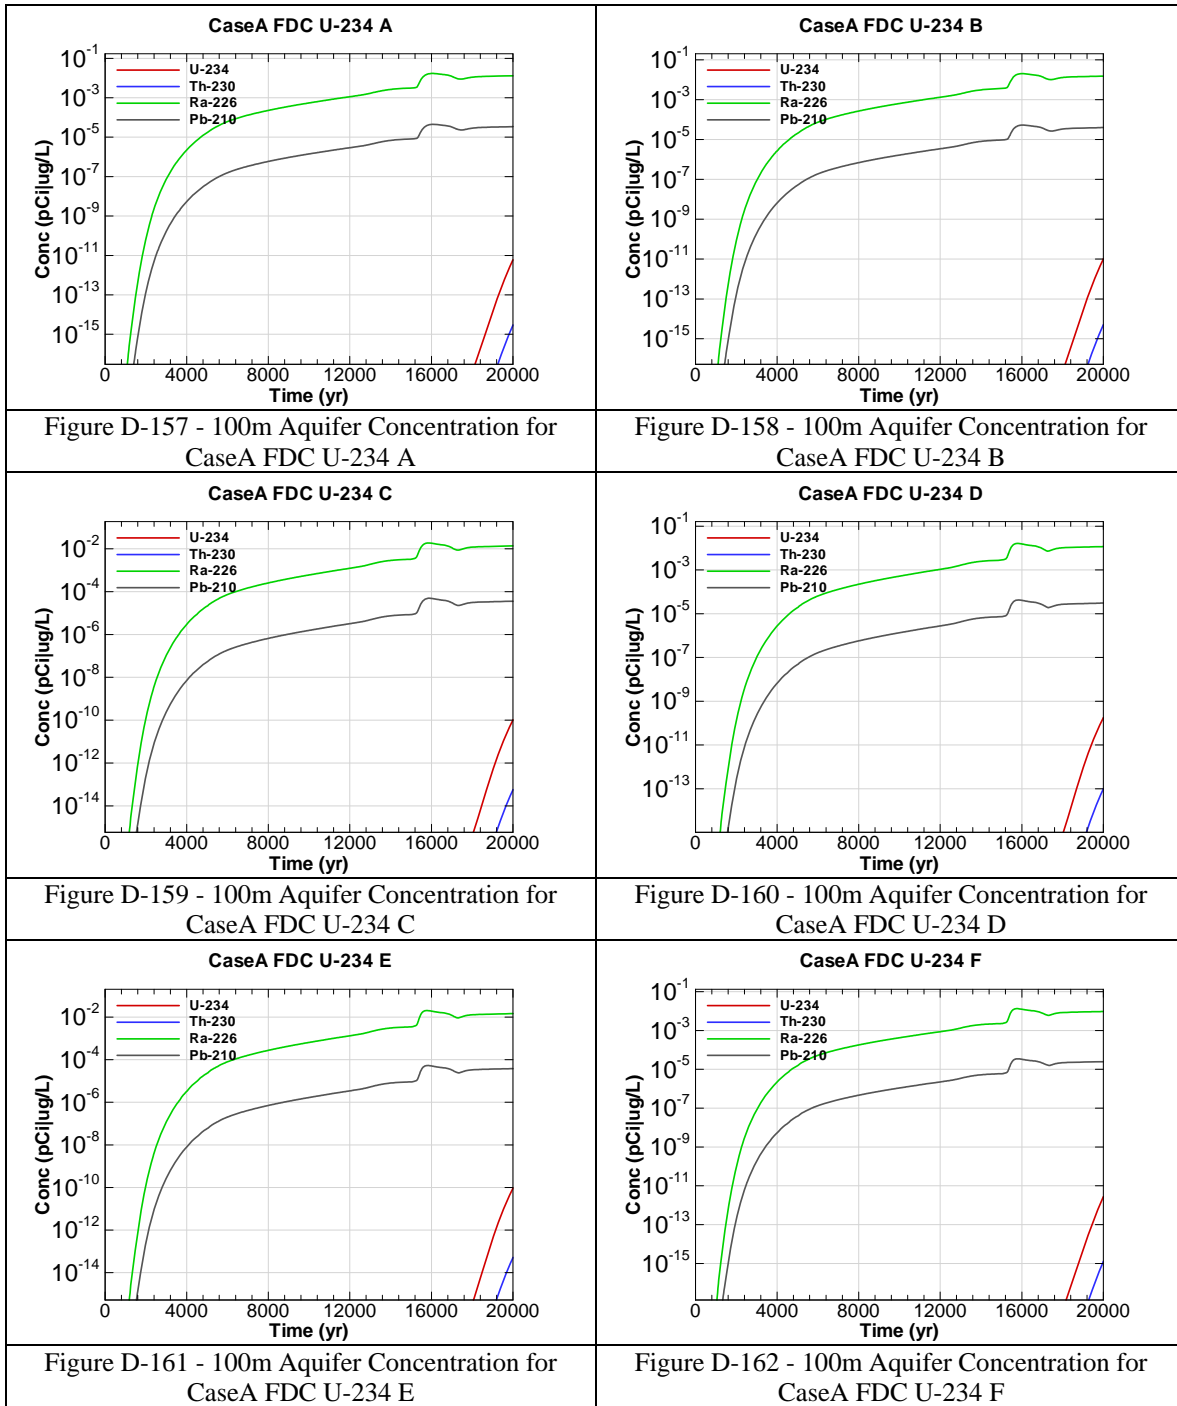 CaseA FDC U-234 A
U-234
Th-230
Ra-226
Pb-210
Conc (pCi|ug/L)
10^-1
10^-3
10^-5
10^-7
10^-9
10^-11
10^-13
10^-15
0 4000 8000 12000 16000 20000
Time (yr)
Figure D-157 - 100m Aquifer Concentration for
CaseA FDC U-234 A
CaseA FDC U-234 B
U-234
Th-230
Ra-226
Pb-210
Conc (pCi|ug/L)
10^-1
10^-3
10^-5
10^-7
10^-9
10^-11
10^-13
10^-15
0 4000 8000 12000 16000 20000
Time (yr)
Figure D-158 - 100m Aquifer Concentration for
CaseA FDC U-234 B
CaseA FDC U-234 C
U-234
Th-230
Ra-226
Pb-210
Conc (pCi|ug/L)
10^-2
10^-4
10^-6
10^-8
10^-10
10^-12
10^-14
0 4000 8000 12000 16000 20000
Time (yr)
Figure D-159 - 100m Aquifer Concentration for
CaseA FDC U-234 C
CaseA FDC U-234 D
U-234
Th-230
Ra-226
Pb-210
Conc (pCi|ug/L)
10^-1
10^-3
10^-5
10^-7
10^-9
10^-11
10^-13
0 4000 8000 12000 16000 20000
Time (yr)
Figure D-160 - 100m Aquifer Concentration for
CaseA FDC U-234 D
CaseA FDC U-234 E
U-234
Th-230
Ra-226
Pb-210
Conc (pCi|ug/L)
10^-2
10^-4
10^-6
10^-8
10^-10
10^-12
10^-14
0 4000 8000 12000 16000 20000
Time (yr)
Figure D-161 - 100m Aquifer Concentration for
CaseA FDC U-234 E
CaseA FDC U-234 F
U-234
Th-230
Ra-226
Pb-210
Conc (pCi|ug/L)
10^-1
10^-3
10^-5
10^-7
10^-9
10^-11
10^-13
10^-15
0 4000 8000 12000 16000 20000
Time (yr)
Figure D-162 - 100m Aquifer Concentration for
CaseA FDC U-234 F